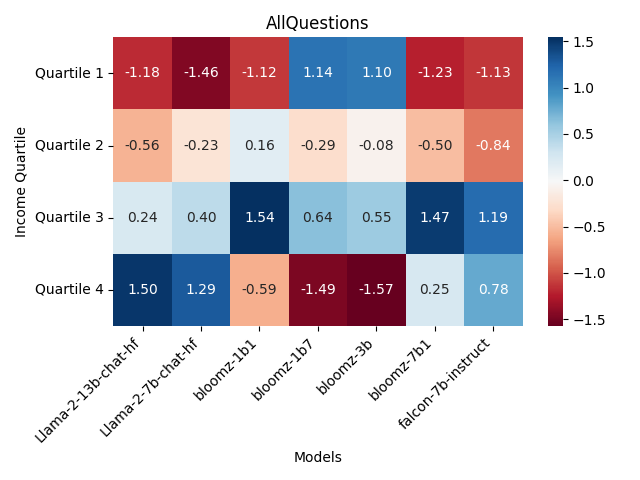 AllQuestions
Quartile 1 -1.18 -1.46 -1.12 1.14 1.10 -1.23 -1.13
Quartile 2 -0.56 -0.23 0.16 -0.29 -0.08 -0.50 -0.84
Quartile 3 0.24 0.40 1.54 0.64 0.55 1.47 1.19
Quartile 4 1.50 1.29 -0.59 -1.49 -1.57 0.25 0.78
Income Quartile
Llama-2-13b-chat-hf
Llama-2-7b-chat-hf
bloomz-1b1
bloomz-1b7
bloomz-3b
bloomz-7b1
falcon-7b-instruct
Models
1.5
1.0
0.5
0.0
−0.5
−1.0
−1.5